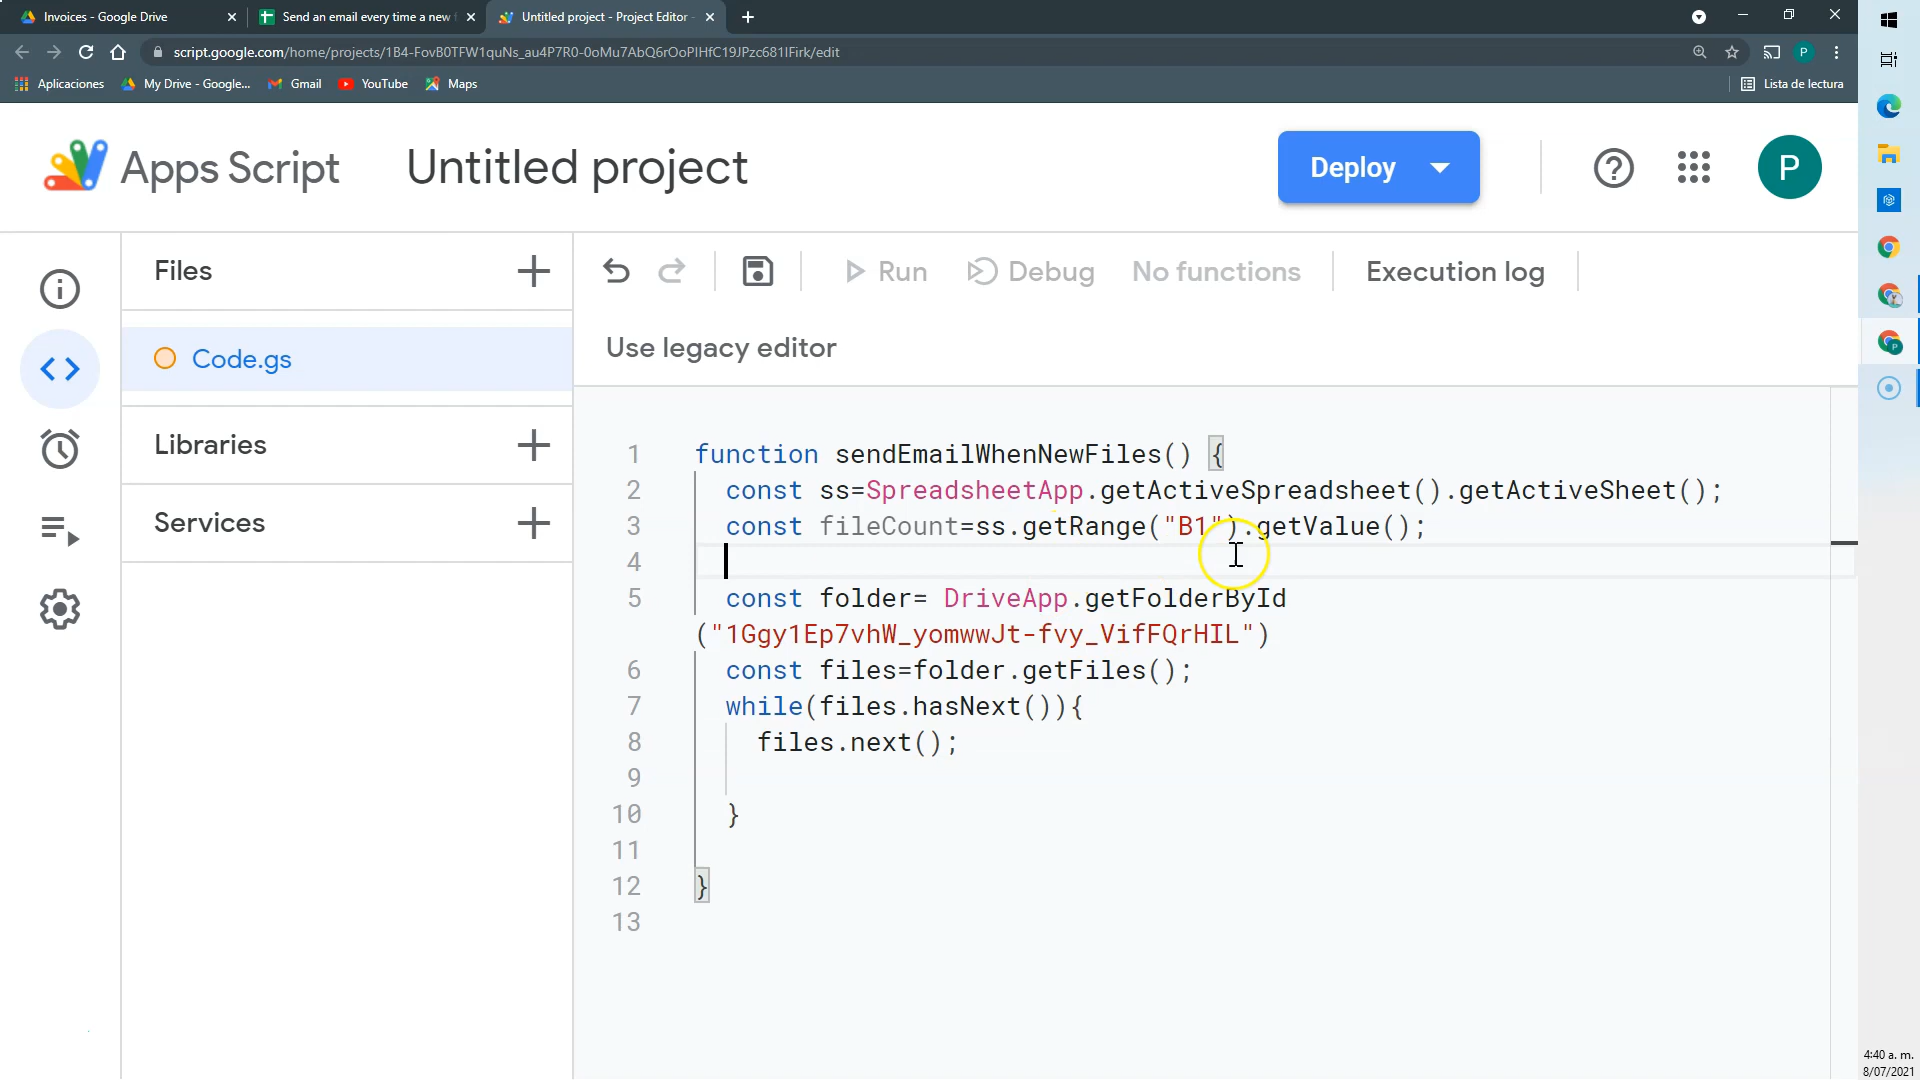 Invoices - Google Drive
Send an email every time a new f
Untitled project - Project Editor -
script.google.com/home/projects/1B4-FovB0TFW1quNs_au4P7R0-0oMu7AbQ6rOoPIHfC19JPzc681IFirk/edit
P
Aplicaciones
My Drive - Google...
Gmail
YouTube
Maps
Lista de lectura
Apps Script
Untitled project
Deploy
P
Files
Run
Debug
No functions
Execution log
Code.gs
Use legacy editor
Libraries
Services
1 function sendEmailWhenNewFiles() {
2 const ss=SpreadsheetApp.getActiveSpreadsheet().getActiveSheet();
3 const fileCount=ss.getRange("B1").getValue();
4
5 const folder= DriveApp.getFolderById
("1Ggy1Ep7vhW_yomwwJt-fvy_VifFQrHIL")
6 const files=folder.getFiles();
7 while(files.hasNext()){
8 files.next();
9
10 }
11
12 }
13
4:40 a. m.
8/07/2021